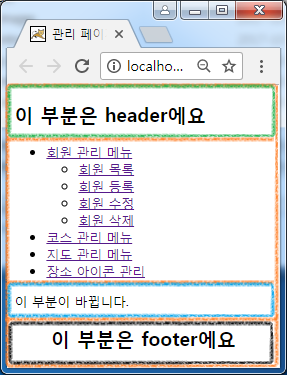 관리 페이
localho...
이 부분은 header에요
회원 관리 메뉴
회원 목록
회원 등록
회원 수정
회원 삭제
코스 관리 메뉴
지도 관리 메뉴
장소 아이콘 관리
이 부분이 바뀝니다.
이 부분은 footer에요